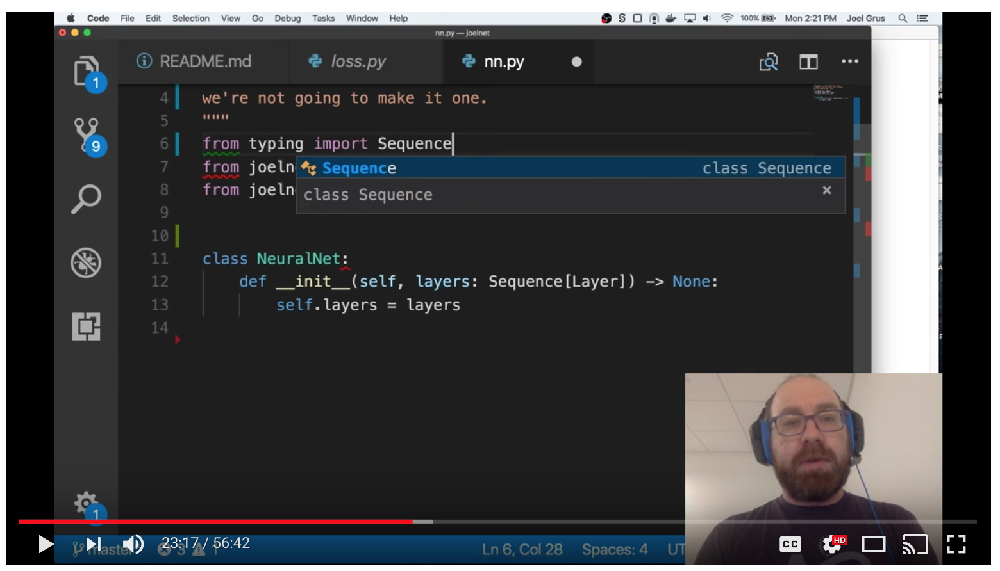 Code File Edit Selection View Go Debug Tasks Window Help 100% Mon 2:21 PM Joel Grus
nn.py — joelnet
README.md loss.py nn.py
1
9
4 we're not going to make it one.
5 """
6 from typing import Sequence
7 from joeln
Sequence class Sequence
8 from joeln
class Sequence
9
10
11 class NeuralNet:
12 def __init__(self, layers: Sequence[Layer]) -> None:
13 self.layers = layers
14
1
23:17 / 56:42
CC HD
master 3 1 Ln 6, Col 28 Spaces: 4 UT